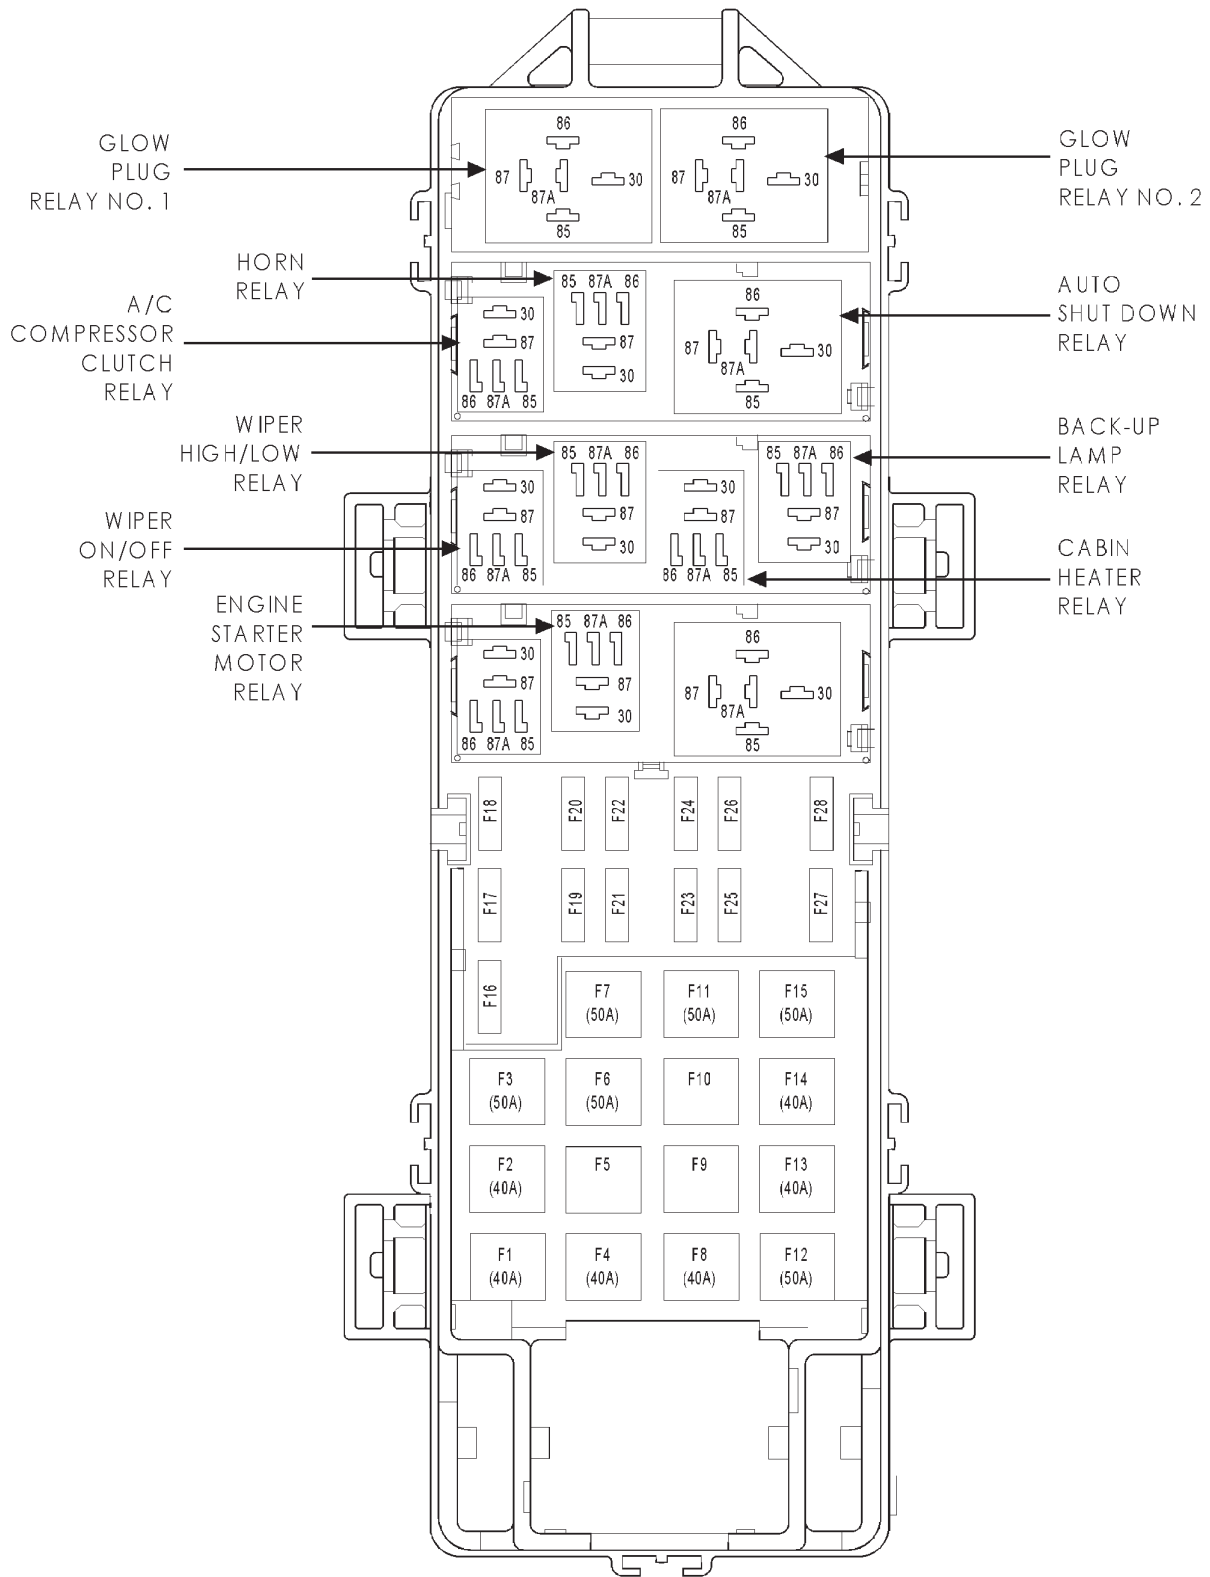 GLOW
PLUG
RELAY NO. 1
GLOW
PLUG
RELAY NO. 2
86
87
87A
30
85
86
87
87A
30
85
HORN
RELAY
A/C
COMPRESSOR
CLUTCH
RELAY
AUTO
SHUT DOWN
RELAY
30
87
86 87A 85
85 87A 86
87
30
86
87
87A
30
85
WIPER
HIGH/LOW
RELAY
WIPER
ON/OFF
RELAY
BACK-UP
LAMP
RELAY
CABIN
HEATER
RELAY
30
87
86 87A 85
85 87A 86
87
30
30
87
86 87A 85
85 87A 86
87
30
ENGINE
STARTER
MOTOR
RELAY
30
87
86 87A 85
85 87A 86
87
30
86
87
87A
30
85
F18 F20 F22 F24 F26 F28
F17 F19 F21 F23 F25 F27
F16
F7
(50A)
F11
(50A)
F15
(50A)
F3
(50A)
F6
(50A)
F10
F14
(40A)
F2
(40A)
F5
F9
F13
(40A)
F1
(40A)
F4
(40A)
F8
(40A)
F12
(50A)